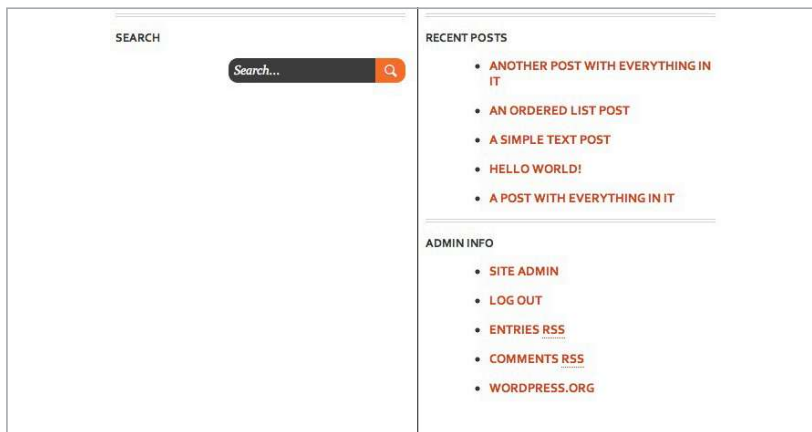 SEARCH
Search...
RECENT POSTS
ANOTHER POST WITH EVERYTHING IN
IT
AN ORDERED LIST POST
A SIMPLE TEXT POST
HELLO WORLD!
A POST WITH EVERYTHING IN IT
ADMIN INFO
SITE ADMIN
LOG OUT
ENTRIES RSS
COMMENTS RSS
WORDPRESS.ORG